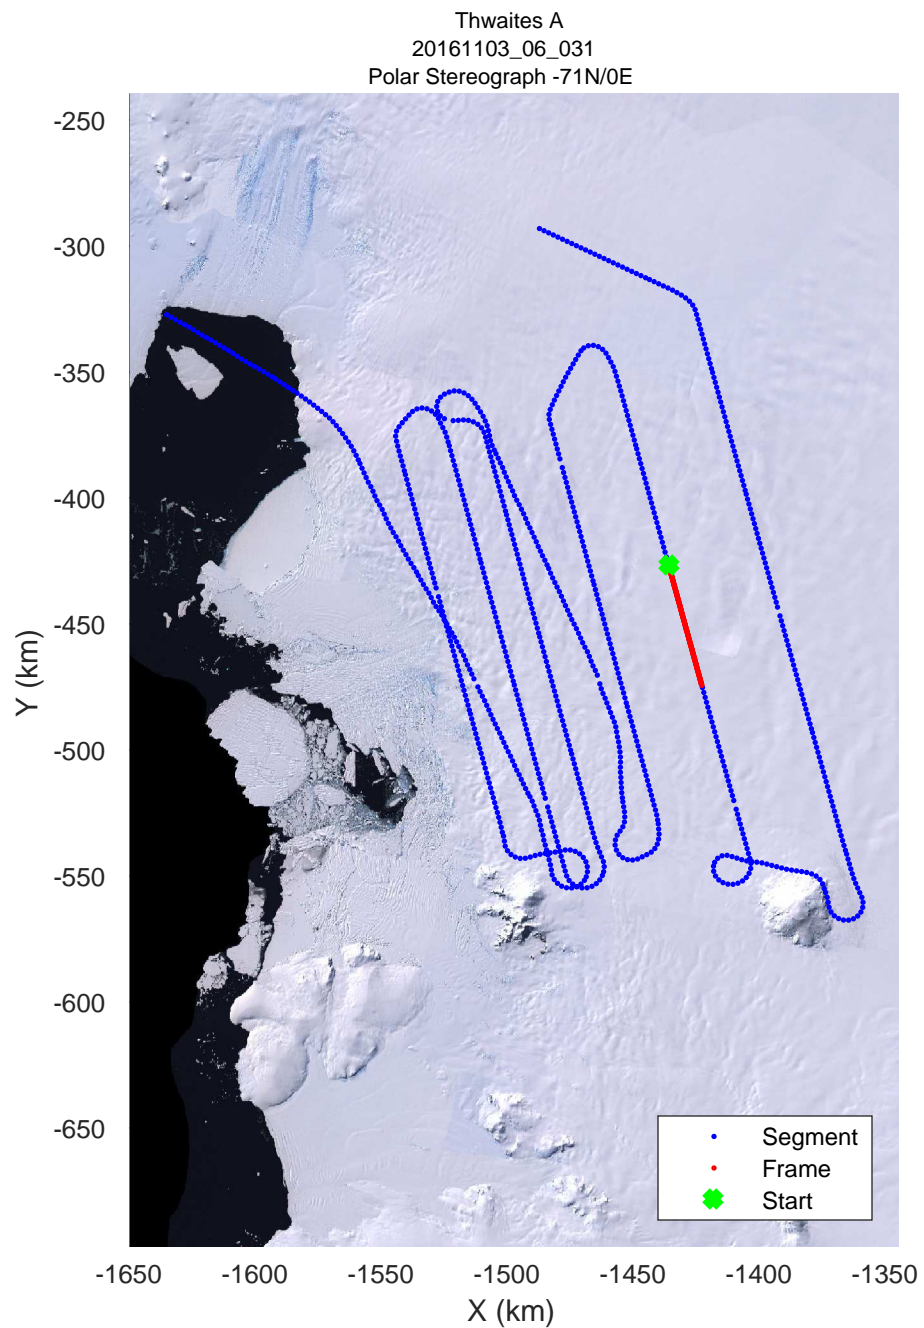 Thwaites A
20161103_06_031
Polar Stereograph -71N/0E
-250
-300
-350
-400
-450
-500
-550
-600
-650
Y (km)
Segment
Frame
Start
-1650 -1600 -1550 -1500 -1450 -1400 -1350
X (km)